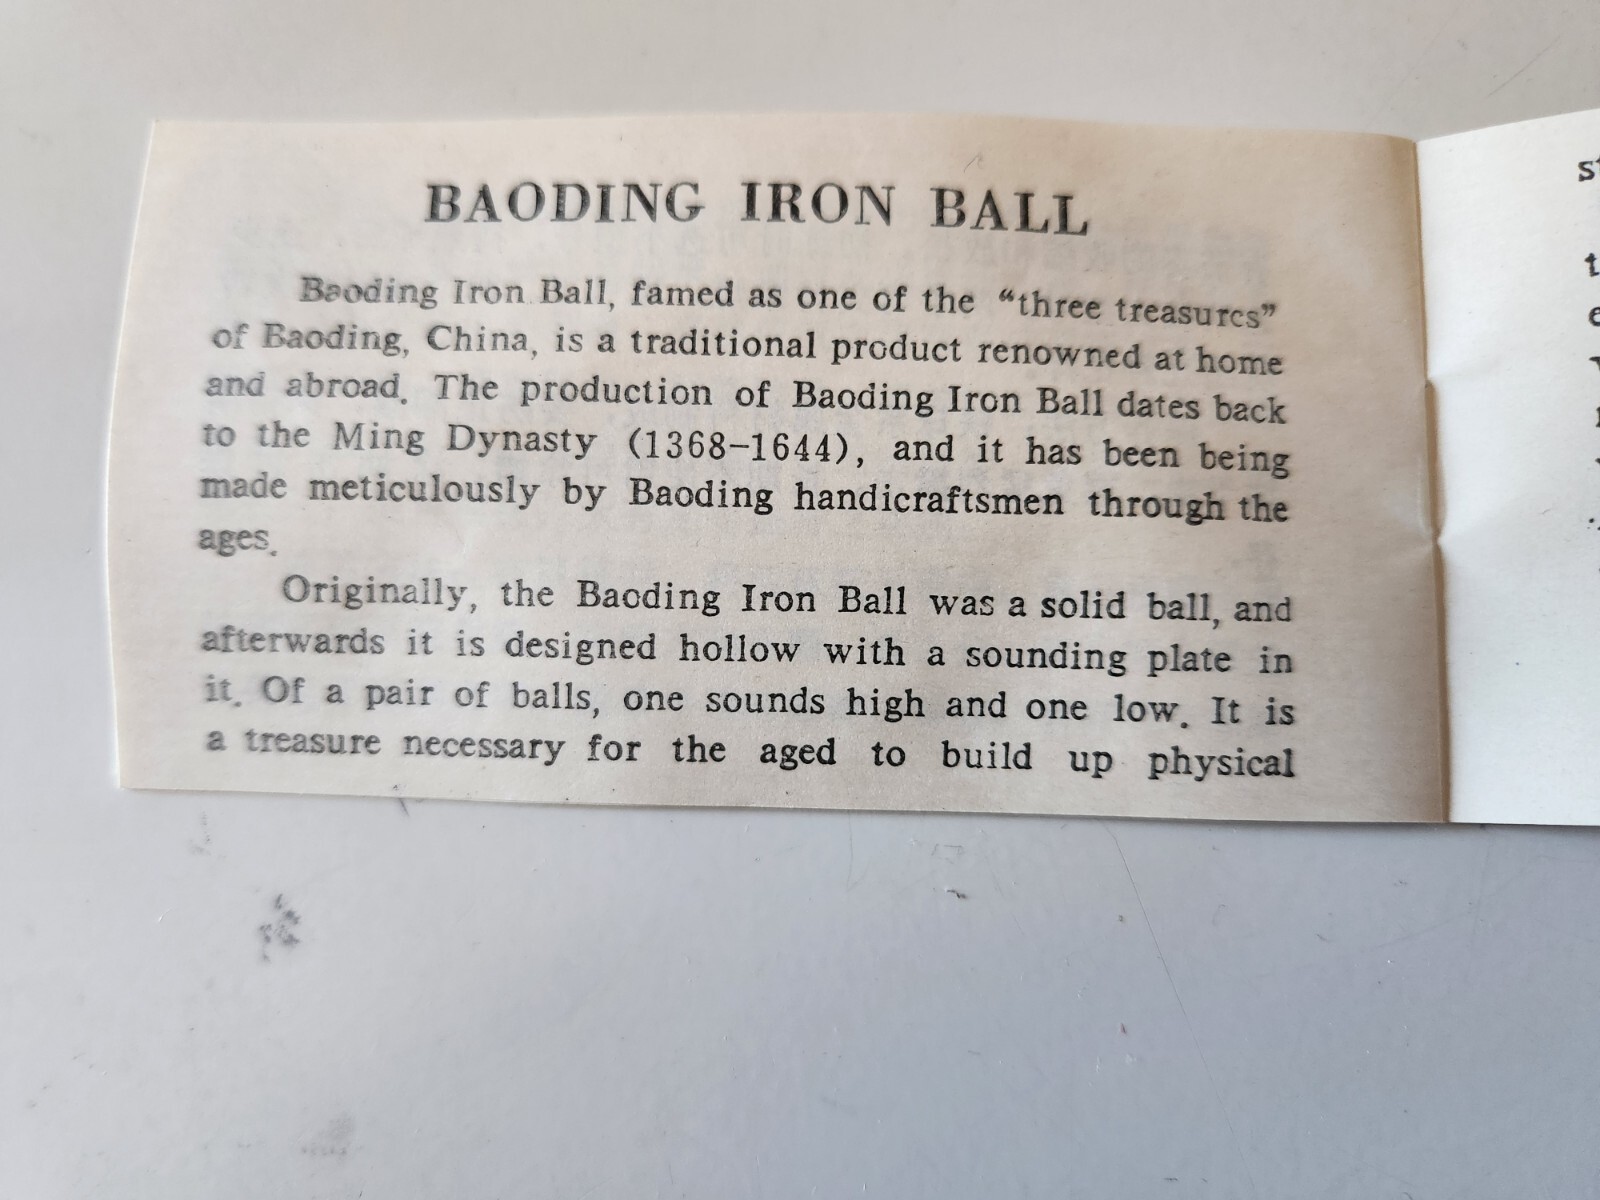 BAODING IRON BALL
Baoding Iron Ball, famed as one of the “three treasures”
of Baoding, China, is a traditional product renowned at home
and abroad. The production of Baoding Iron Ball dates back
to the Ming Dynasty (1368-1644), and it has been being
made meticulously by Baoding handicraftsmen through the
ages.
Originally, the Baoding Iron Ball was a solid ball, and
afterwards it is designed hollow with a sounding plate in
it. Of a pair of balls, one sounds high and one low. It is
a treasure necessary for the aged to build up physical